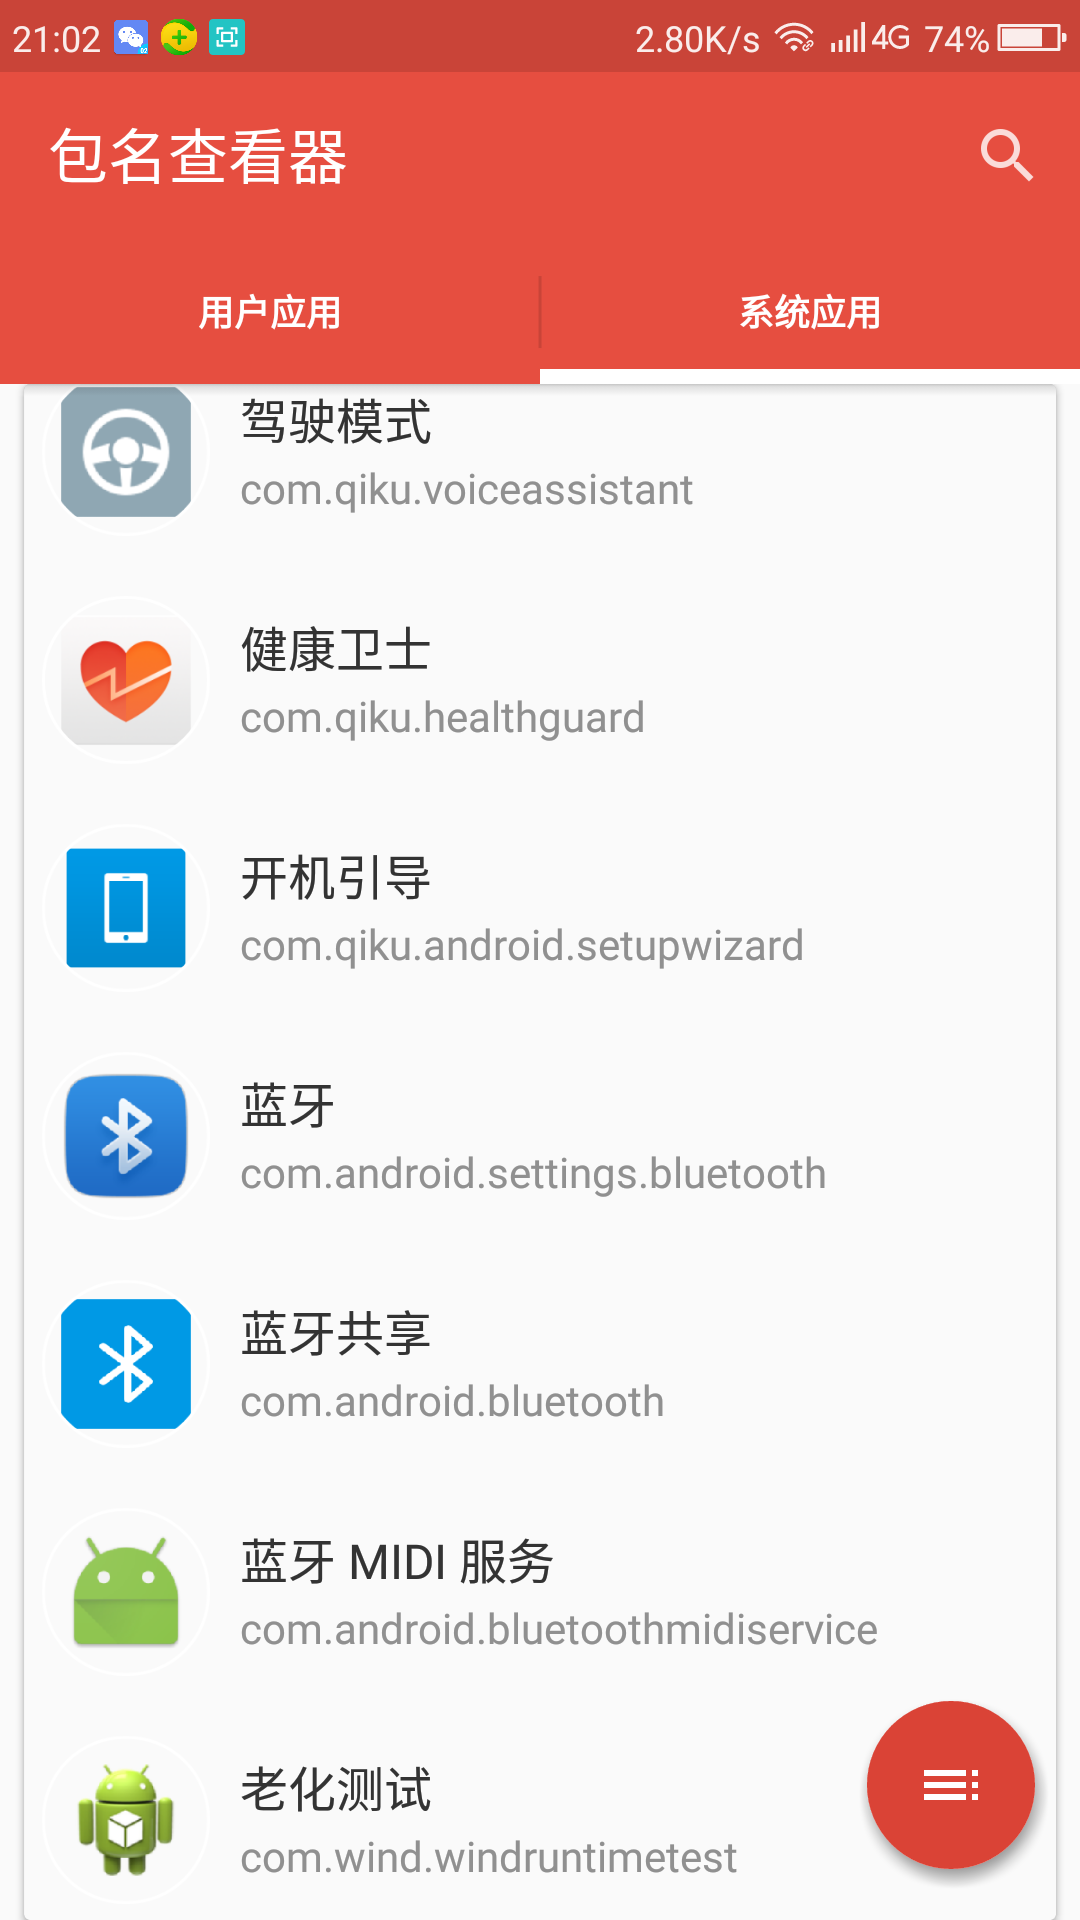 21:02 2.80K/s 4G 74%
包名查看器
用户应用 系统应用
驾驶模式
com.qiku.voiceassistant
健康卫士
com.qiku.healthguard
开机引导
com.qiku.android.setupwizard
蓝牙
com.android.settings.bluetooth
蓝牙共享
com.android.bluetooth
蓝牙 MIDI 服务
com.android.bluetoothmidiservice
老化测试
com.wind.windruntimetest